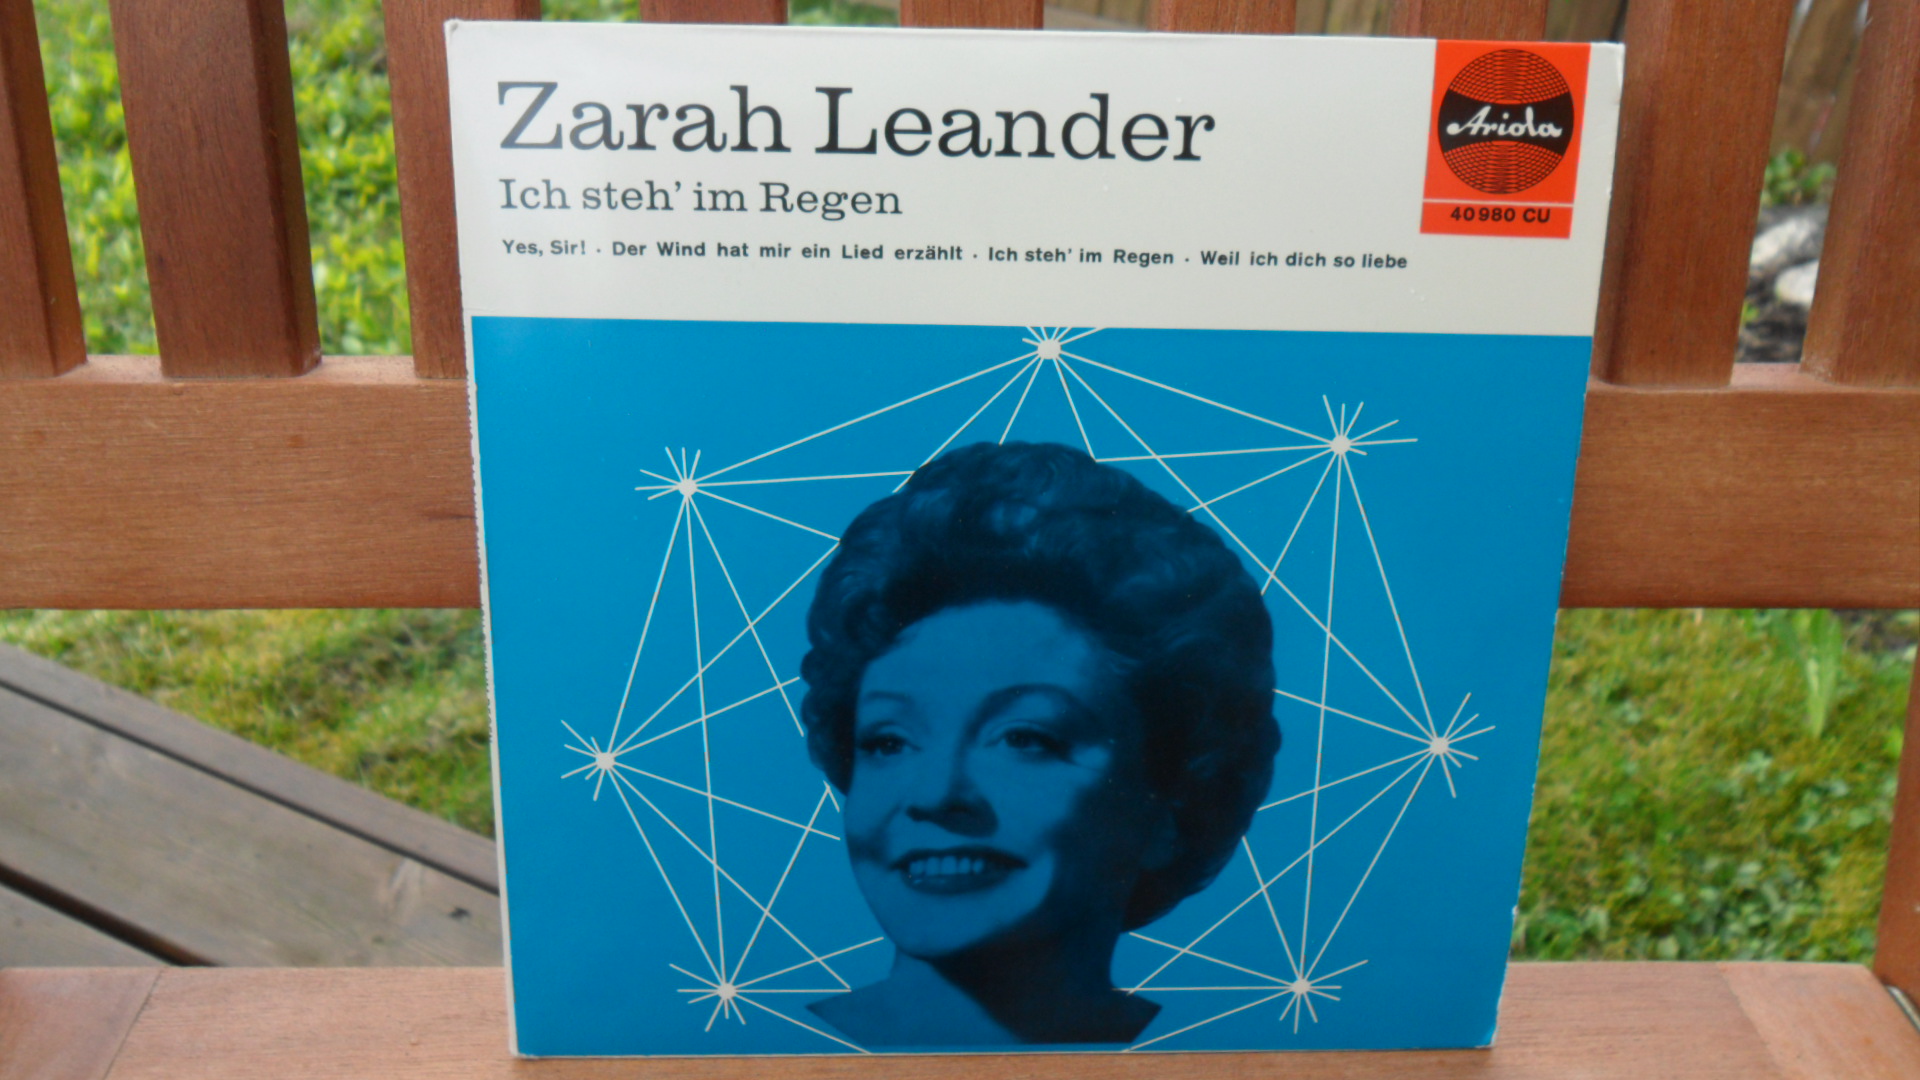 Zarah Leander
Ariola
Ich steh' im Regen
40980 CU
Yes, Sir! · Der Wind hat mir ein Lied erzählt · Ich steh' im Regen · Weil ich dich so liebe